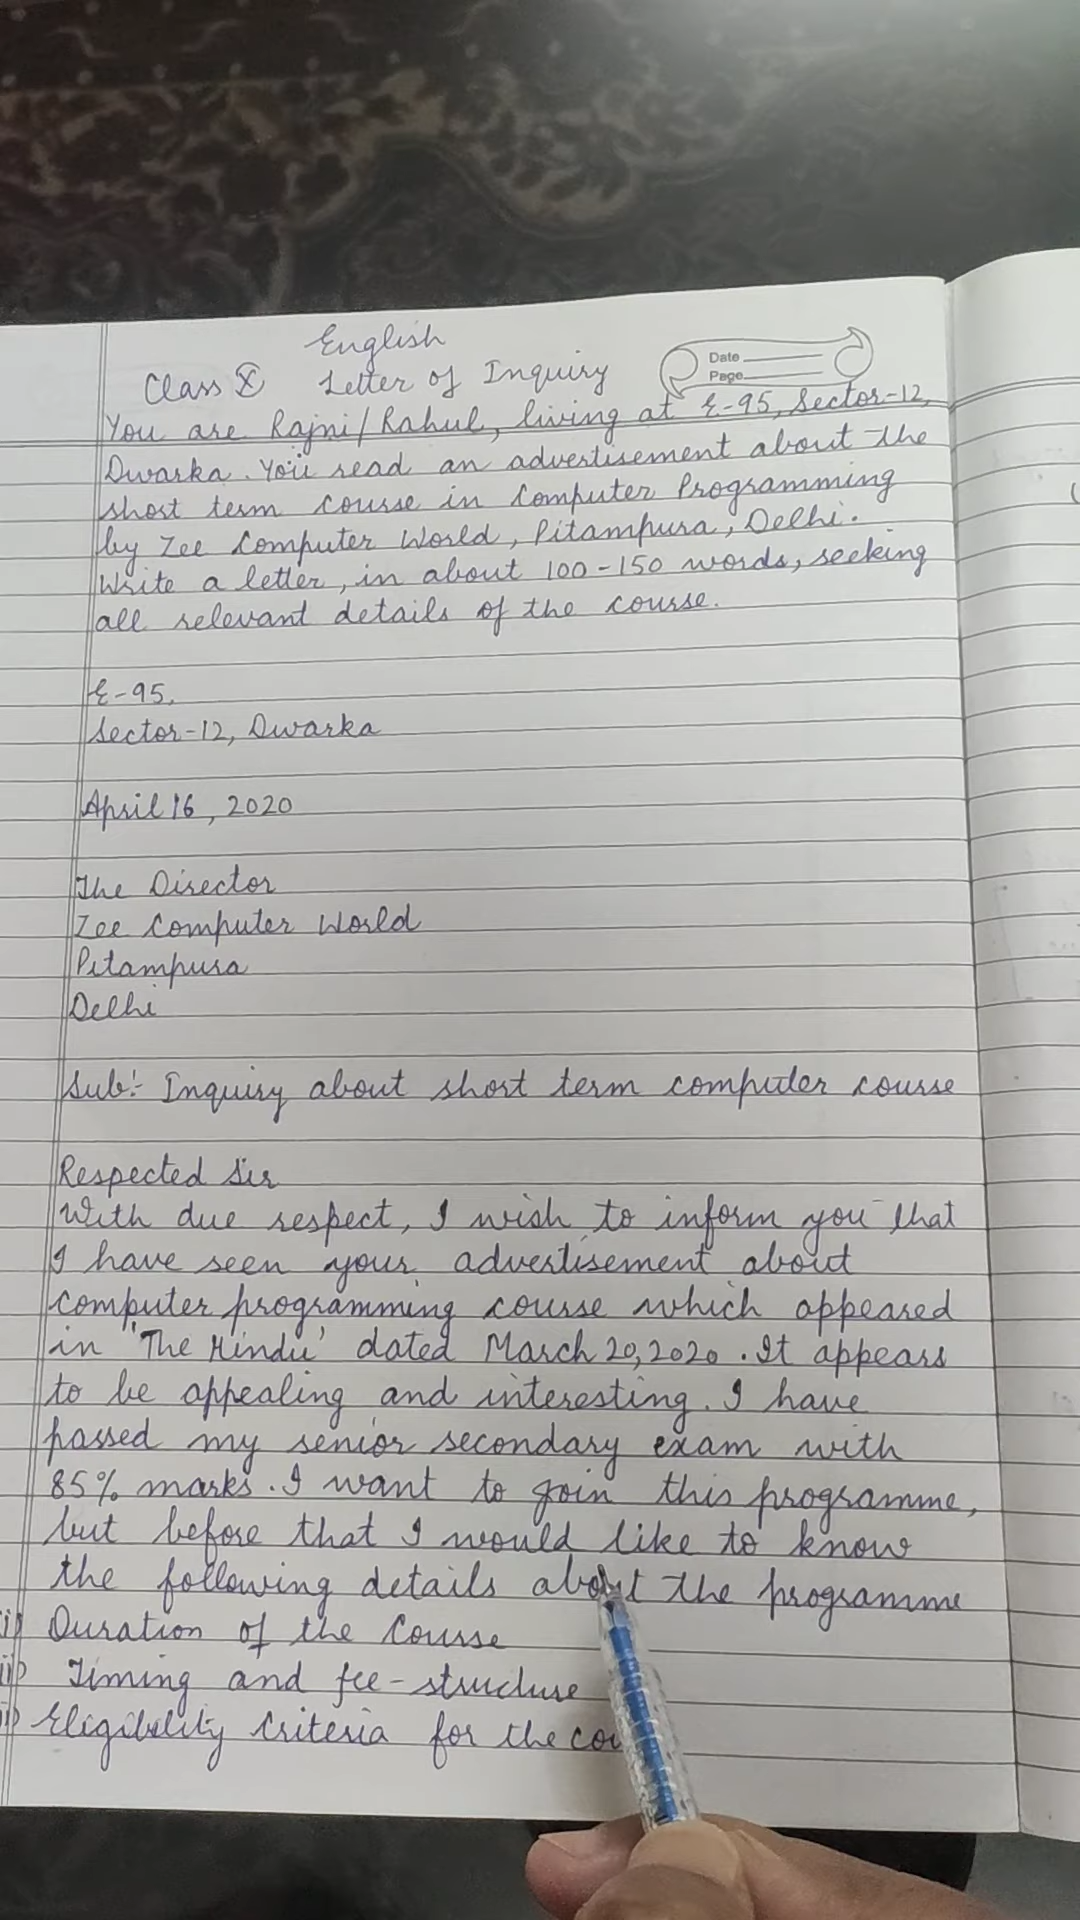 English
Class X Letter of Inquiry
Date
Page
You are Rajni/Rahul, living at E-95, Sector-12,
Dwarka. You read an advertisement about the
short term course in Computer Programming
by Zee Computer World, Pitampura, Delhi.
Write a letter, in about 100-150 words, seeking
all relevant details of the course.
E-95,
Sector-12, Dwarka
April 16, 2020
The Director
Zee Computer World
Pitampura
Delhi
Sub:- Inquiry about short term computer course
Respected Sir
With due respect, I wish to inform you that
I have seen your advertisement about
computer programming course which appeared
in 'The Hindu' dated March 20, 2020. It appears
to be appealing and interesting. I have
passed my senior secondary exam with
85% marks. I want to join this programme,
but before that I would like to know
the following details about the programme
i) Duration of the Course
ii) Timing and fee-structure
Eligibility Criteria for the